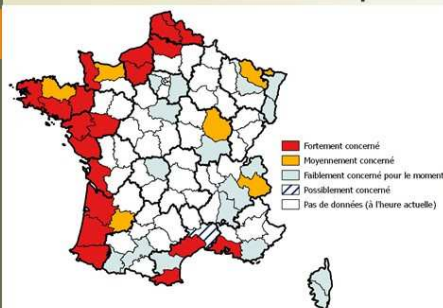 Fortement concerné
Moyennement concerné
Faiblement concerné pour le moment
Possiblement concerné
Pas de données (à l'heure actuelle)